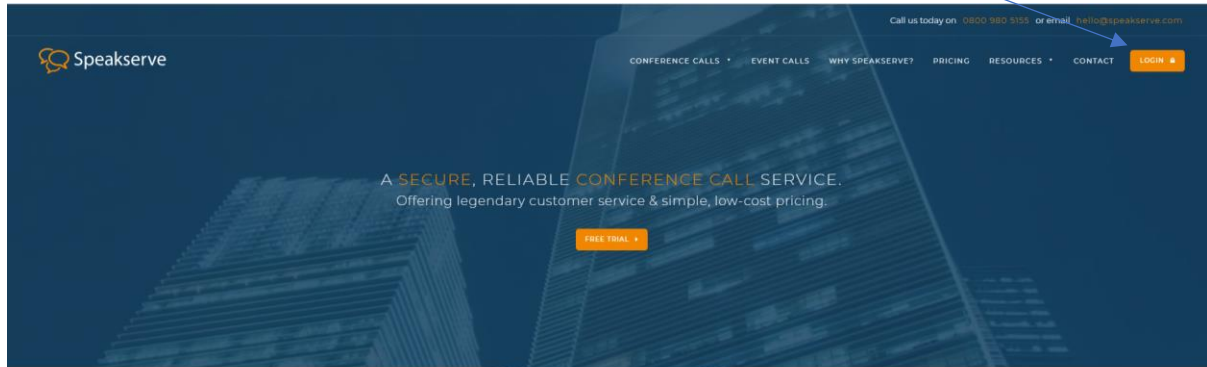 Call us today on 0800 980 5155 or email hello@speakserve.com
Speakserve
CONFERENCE CALLS EVENT CALLS WHY SPEAKSERVE? PRICING RESOURCES CONTACT LOGIN
A SECURE, RELIABLE CONFERENCE CALL SERVICE.
Offering legendary customer service & simple, low-cost pricing.
FREE TRIAL